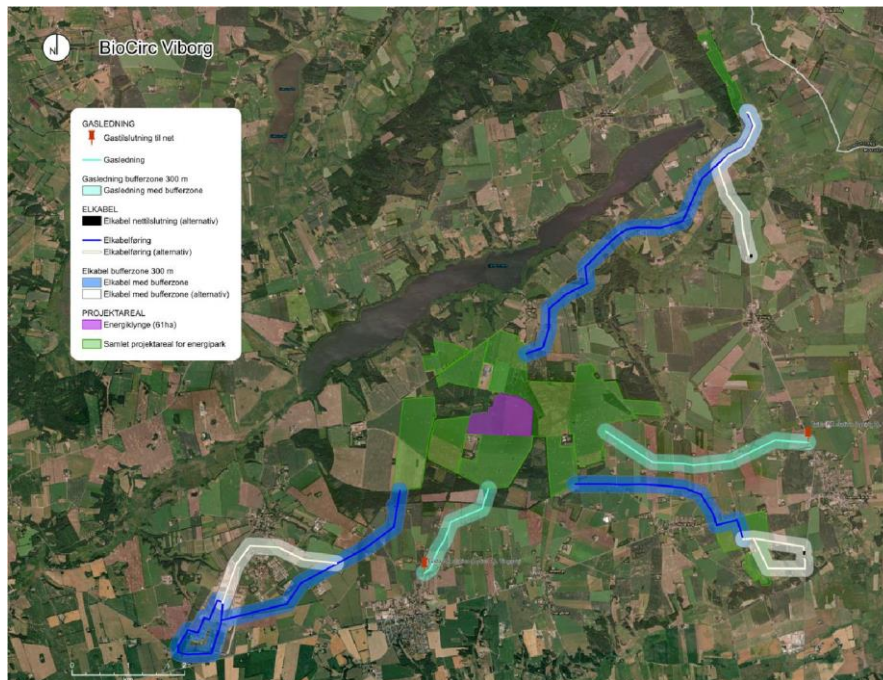 N
BioCirc Viborg
GASLEDNING
Gastilslutning til net
Gasledning
Gasledning bufferzone 300 m
Gasledning med bufferzone
ELKABEL
Elkabel nettilslutning (alternativ)
Elkabelføring
Elkabelføring (alternativ)
Elkabel bufferzone 300 m
Elkabel med bufferzone
Elkabel med bufferzone (alternativ)
PROJEKTAREAL
Energiklynge (61ha)
Samlet projektareal for energipark